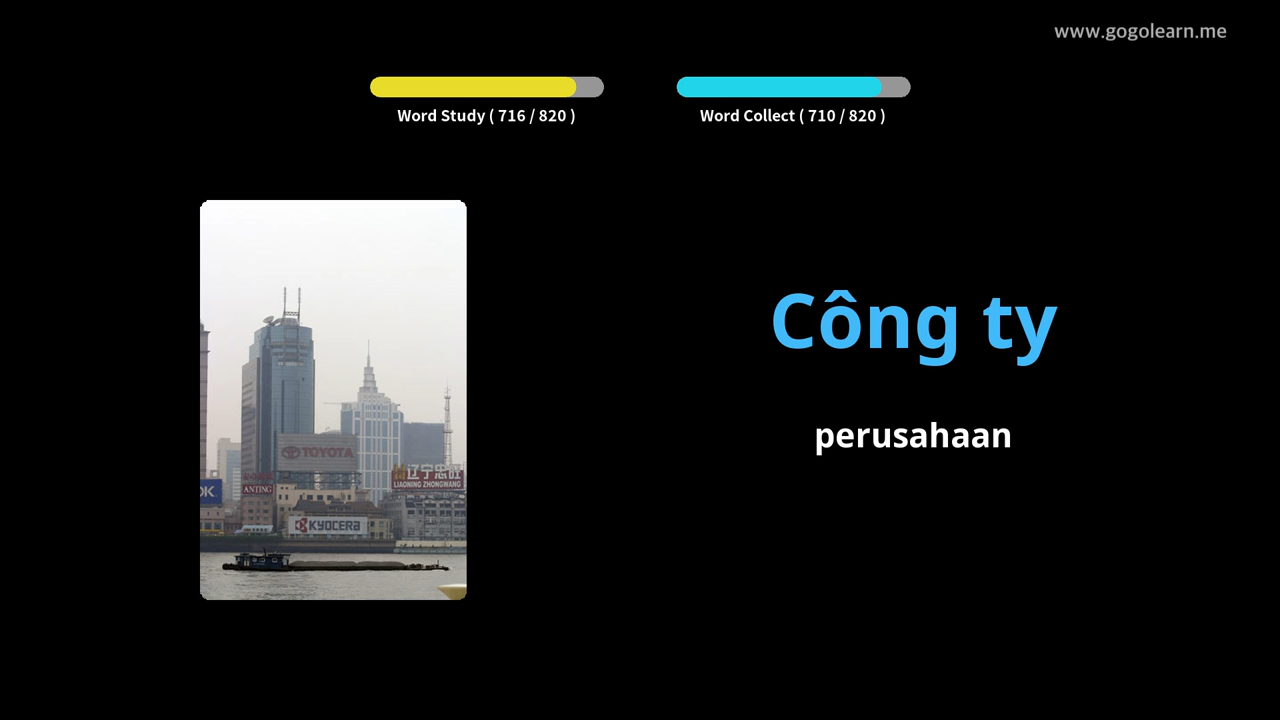 www.gogolearn.me
Word Study ( 716 / 820 )
Word Collect ( 710 / 820 )
Công ty
perusahaan
TOYOTA
辽宁忠旺
LIAONING ZHONGWANG
ANTING
OK
KYOCERA